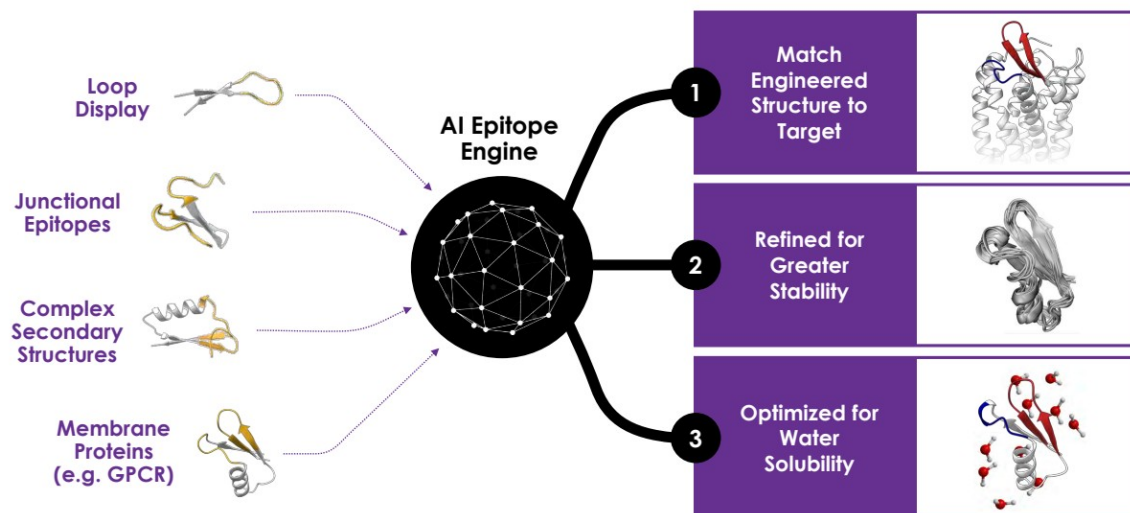 Loop
Display
Junctional
Epitopes
Complex
Secondary
Structures
Membrane
Proteins
(e.g. GPCR)
AI Epitope
Engine
1
Match
Engineered
Structure to
Target
2
Refined for
Greater
Stability
3
Optimized for
Water
Solubility